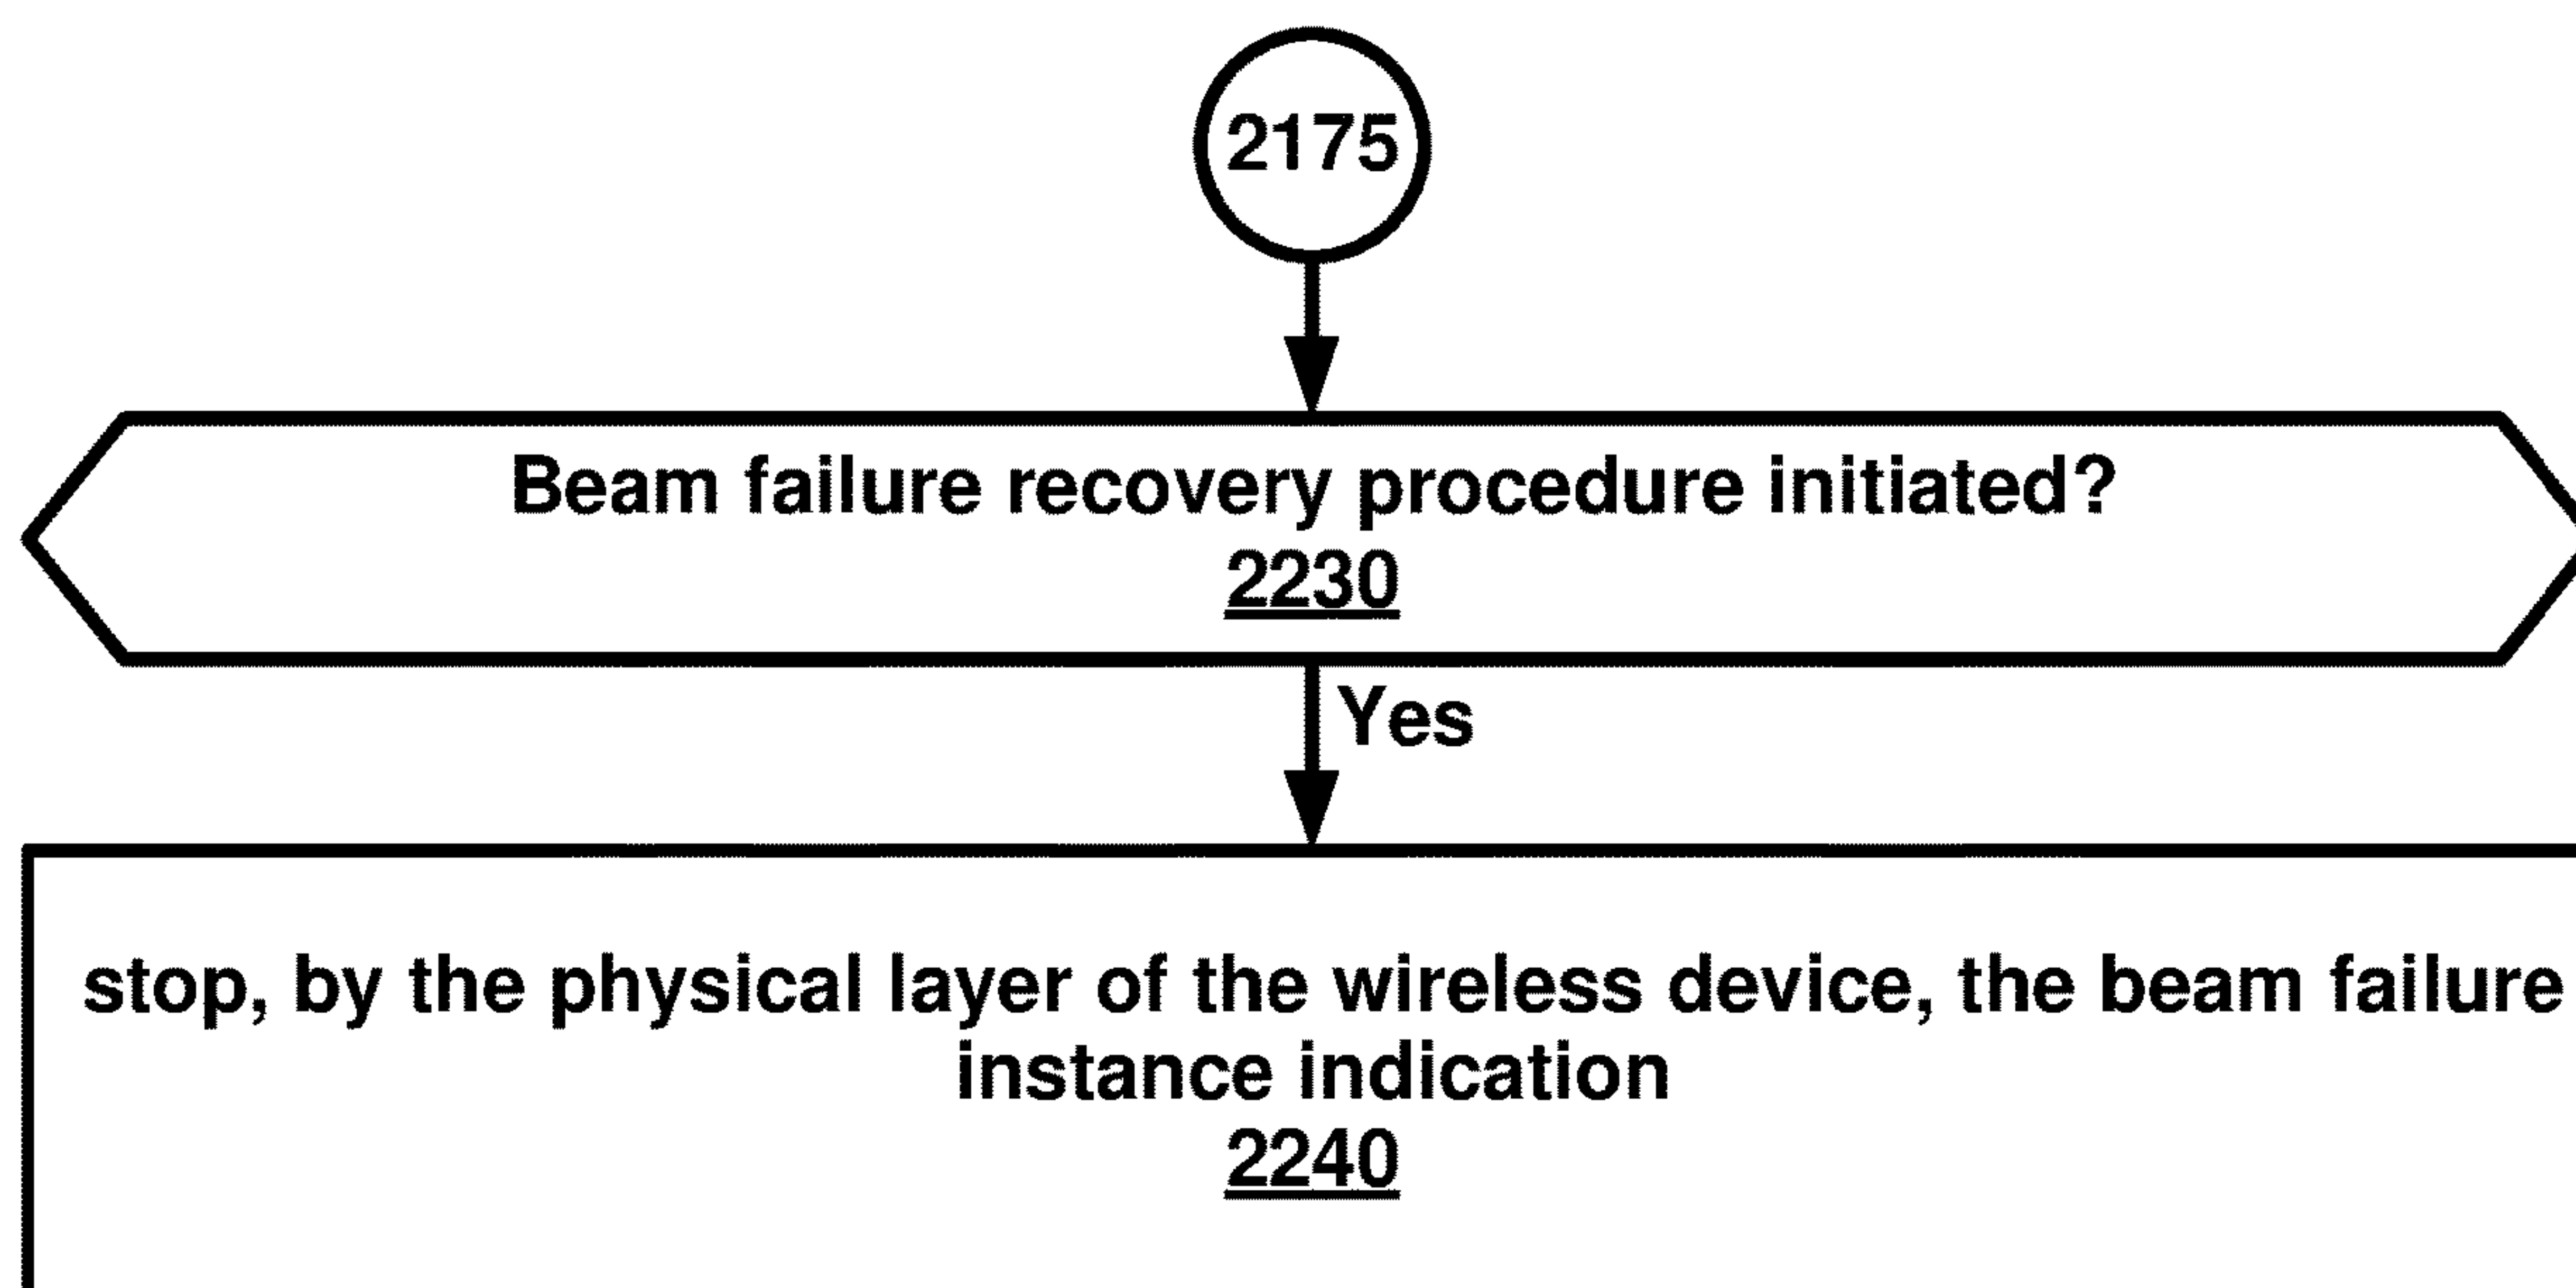 2175
Beam failure recovery procedure initiated?
2230
Yes
stop, by the physical layer of the wireless device, the beam failure
instance indication
2240